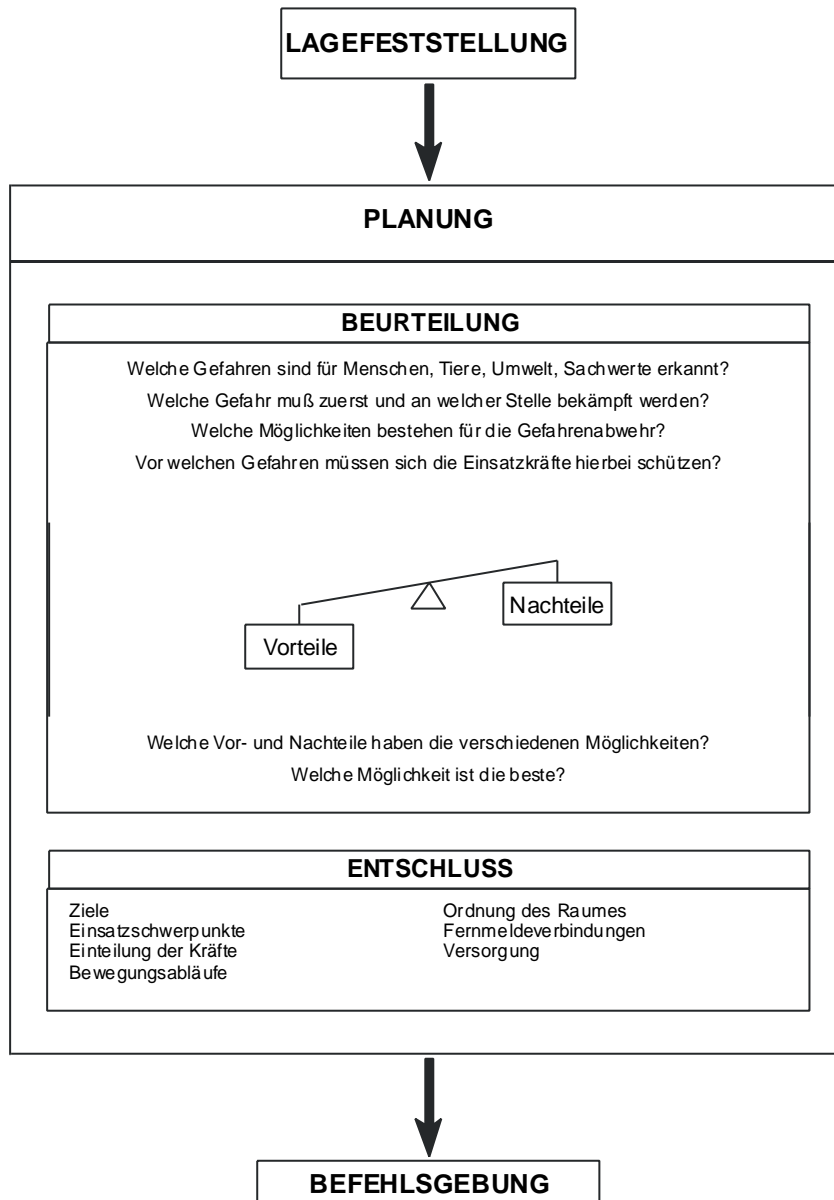 LAGEFESTSTELLUNG
PLANUNG
BEURTEILUNG
Welche Gefahren sind für Menschen, Tiere, Umwelt, Sachwerte erkannt?
Welche Gefahr muß zuerst und an welcher Stelle bekämpft werden?
Welche Möglichkeiten bestehen für die Gefahrenabwehr?
Vor welchen Gefahren müssen sich die Einsatzkräfte hierbei schützen?
Nachteile
Vorteile
Welche Vor- und Nachteile haben die verschiedenen Möglichkeiten?
Welche Möglichkeit ist die beste?
ENTSCHLUSS
Ziele
Einsatzschwerpunkte
Einteilung der Kräfte
Bewegungsabläufe
Ordnung des Raumes
Fernmeldeverbindungen
Versorgung
BEFEHLSGEBUNG